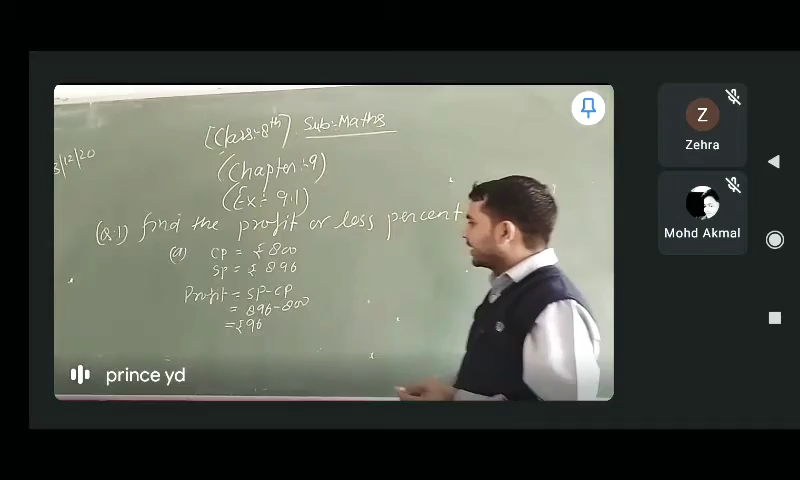 [Class:-8th] Sub:-Maths
3/12/20
(Chapter:-9)
(Ex:- 9.1)
(Q.1) find the profit or less percent
(a) CP = ₹ 800
SP = ₹ 896
Profit = SP-CP
= 896-800
= ₹96
prince yd
Z
Zehra
Mohd Akmal